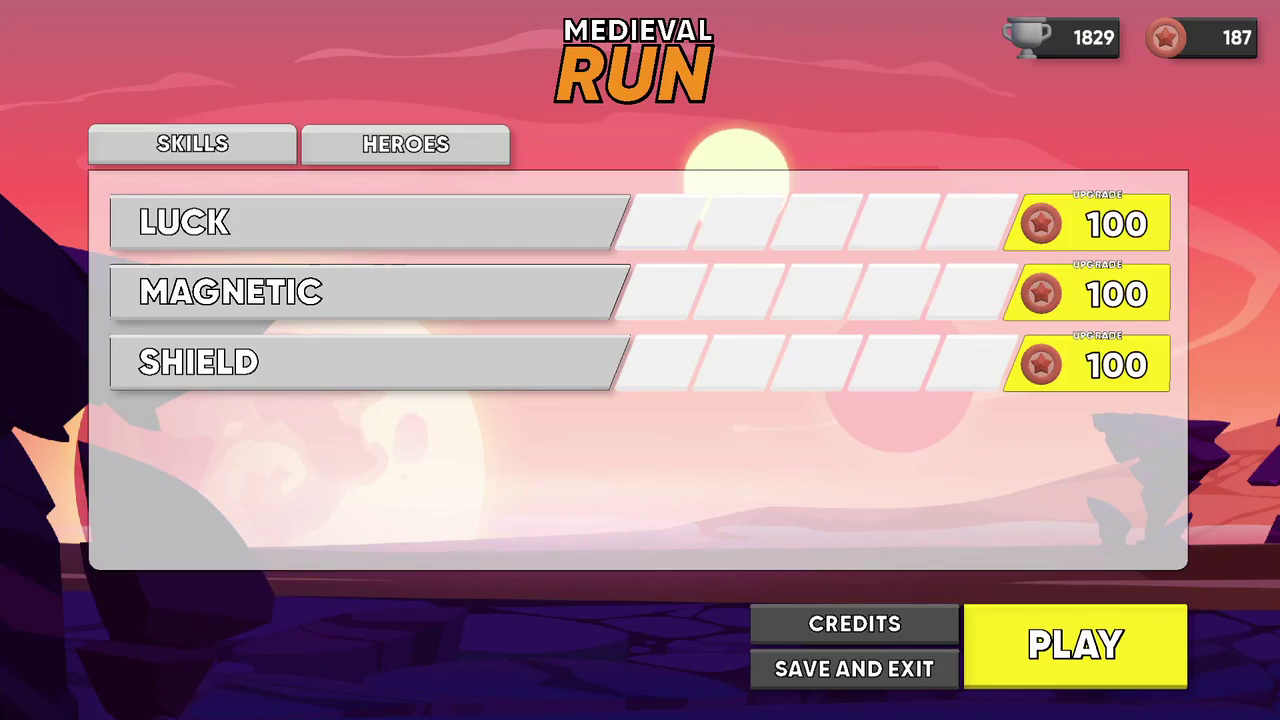 MEDIEVAL
RUN
1829
187
SKILLS
HEROES
LUCK
UPGRADE
100
MAGNETIC
UPGRADE
100
SHIELD
UPGRADE
100
CREDITS
SAVE AND EXIT
PLAY